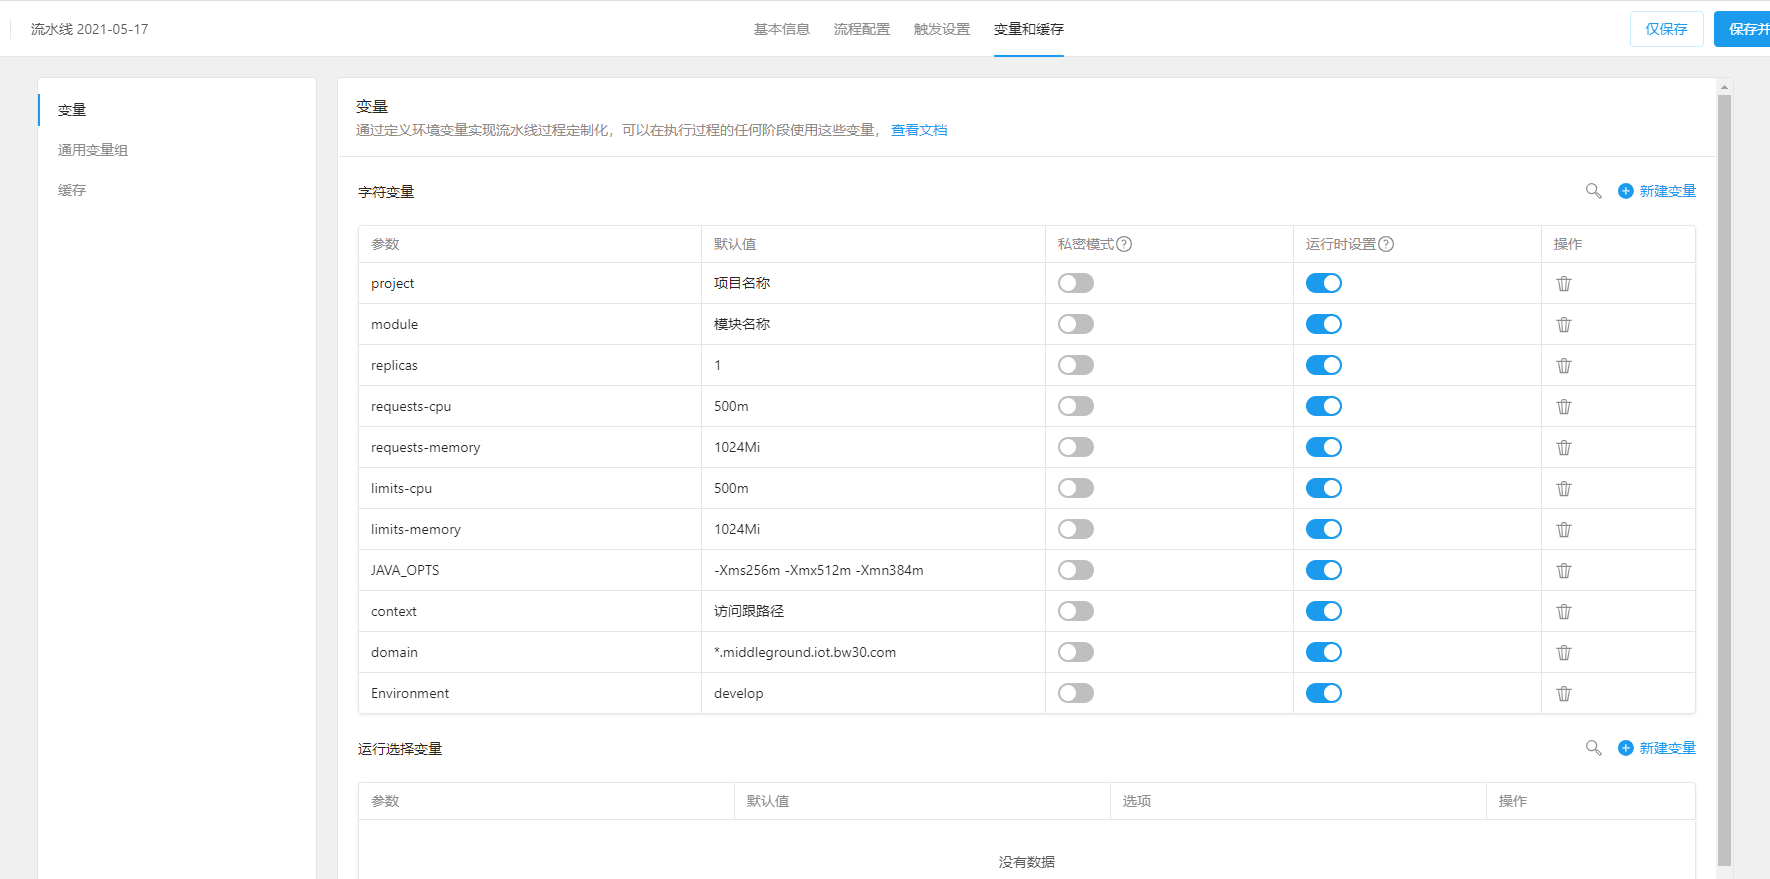 流水线 2021-05-17
基本信息 流程配置 触发设置 变量和缓存
仅保存 保存并
变量
通用变量组
缓存
变量
通过定义环境变量实现流水线过程定制化，可以在执行过程的任何阶段使用这些变量， 查看文档
字符变量 新建变量
参数 默认值 私密模式 运行时设置 操作
project 项目名称
module 模块名称
replicas 1
requests-cpu 500m
requests-memory 1024Mi
limits-cpu 500m
limits-memory 1024Mi
JAVA_OPTS -Xms256m -Xmx512m -Xmn384m
context 访问跟路径
domain *.middleground.iot.bw30.com
Environment develop
运行选择变量 新建变量
参数 默认值 选项 操作
没有数据